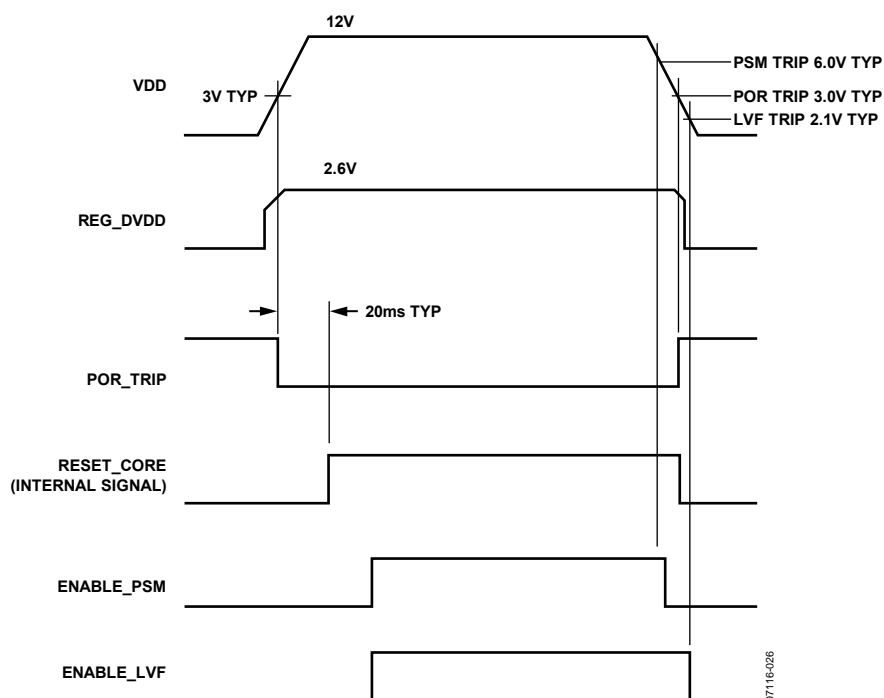 12V
VDD
3V TYP
PSM TRIP 6.0V TYP
POR TRIP 3.0V TYP
LVF TRIP 2.1V TYP
2.6V
REG_DVDD
20ms TYP
POR_TRIP
RESET_CORE
(INTERNAL SIGNAL)
ENABLE_PSM
ENABLE_LVF
07116-026